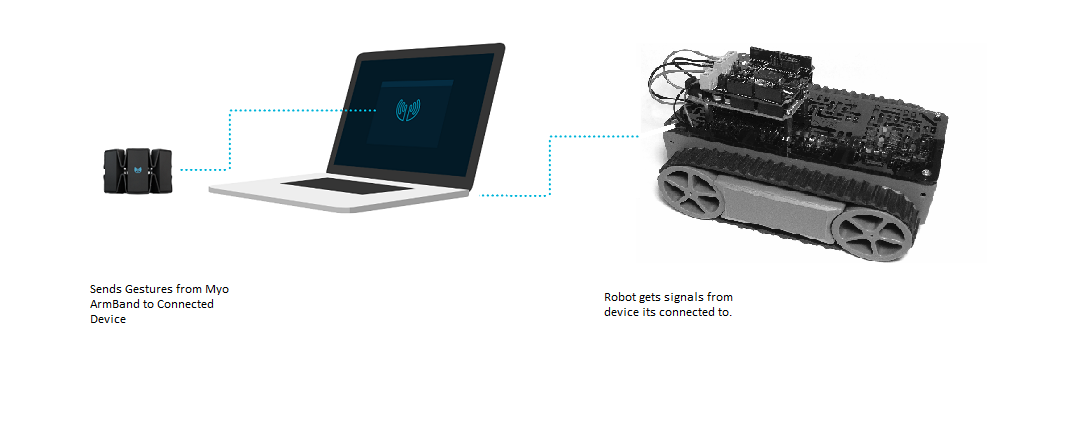 Sends Gestures from Myo
ArmBand to Connected
Device
Robot gets signals from
device its connected to.